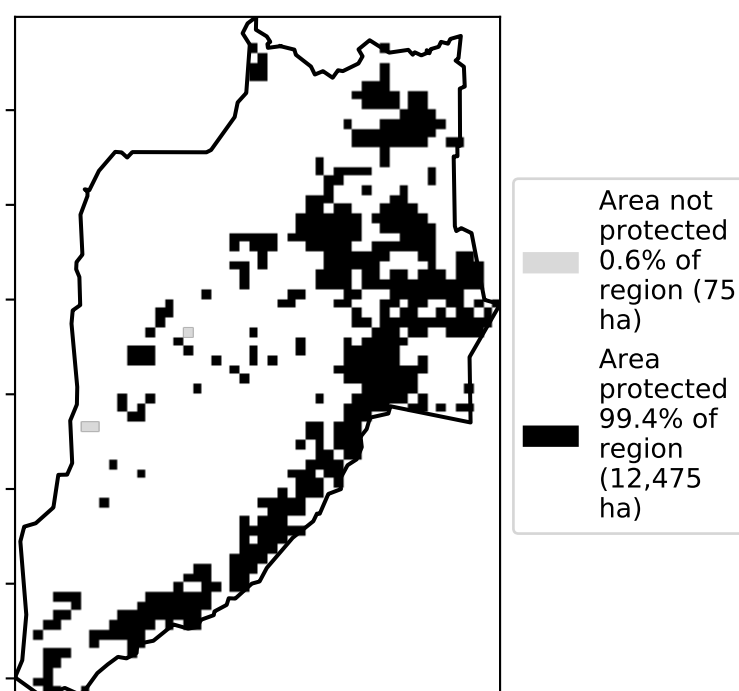 Area not
protected
0.6% of
region (75
ha)
Area
protected
99.4% of
region
(12,475
ha)